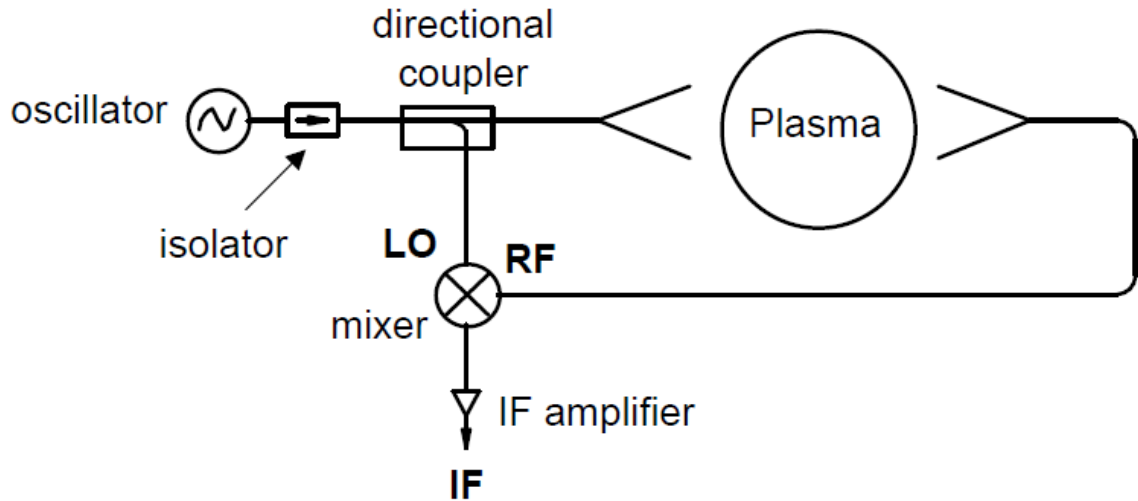 directional
coupler
oscillator
Plasma
isolator
LO
RF
mixer
IF amplifier
IF